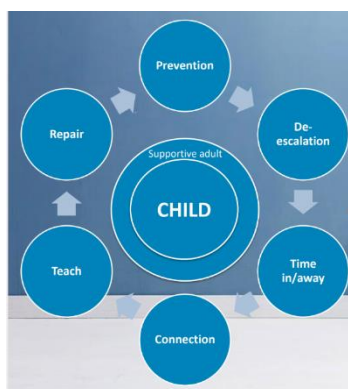 Prevention
De-
escalation
Time
in/away
Connection
Teach
Repair
Supportive adult
CHILD